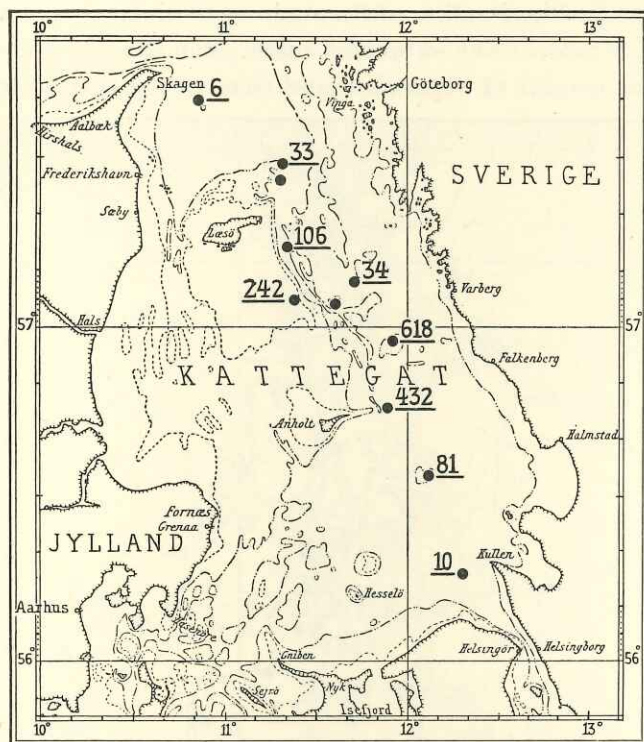 10° 11° 12° 13°
Skagen
6
Göteborg
Vinga
Hirshals
Aalbæk
33
Frederikshavn
SVERIGE
Sæby
Læsö
106
34
242
Varberg
57° 57°
Hals
618
Falkenberg
KATTEGAT
432
Anholt
Halmstad
81
Fornæs
Grenaa
JYLLAND
Kullen
10
Hesselö
Aarhus
Hasenøre
Gniben
Helsingör
Helsingborg
56° 56°
Sejrö
Nyk
Isefjord
10° 11° 12° 13°